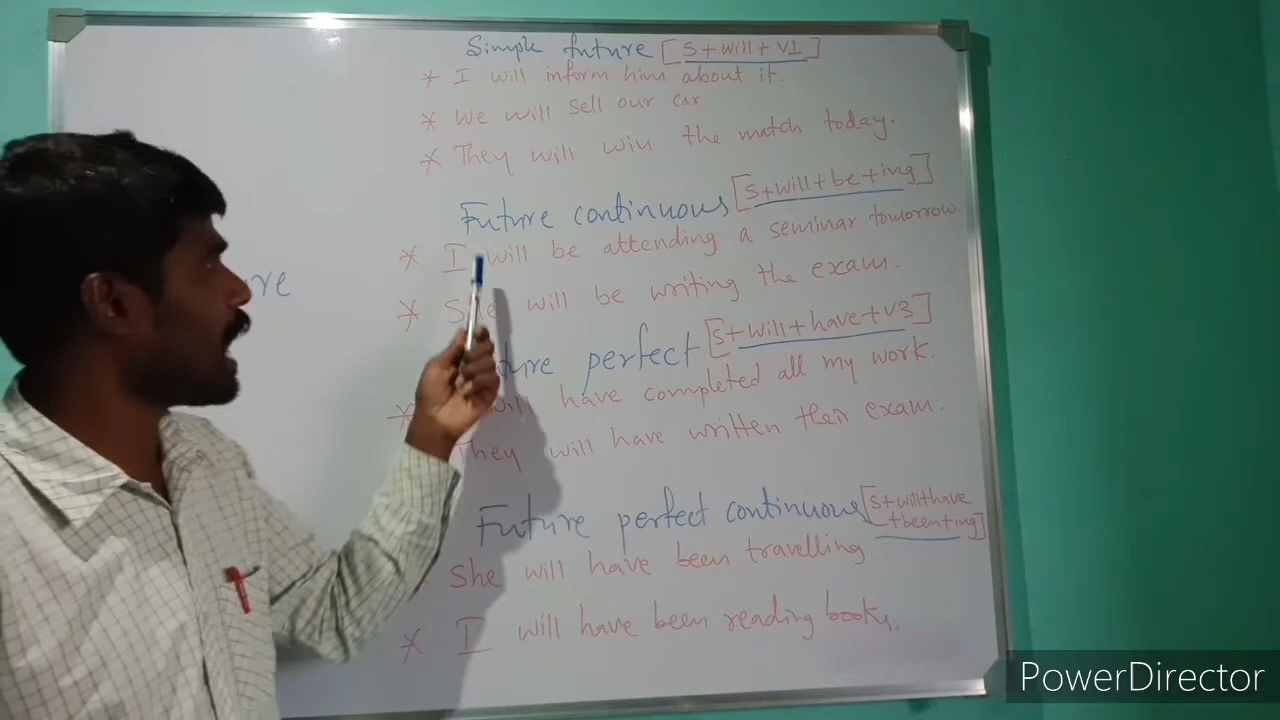 Simple future [S+will+V1]
* I will inform him about it.
* We will sell our car
* They will win the match today.
Future continuous [S+will+be+ing]
* I will be attending a seminar tomorrow
* She will be writing the exam.
perfect [S+will+have+V3]
* will have completed all my work.
They will have written their exam.
Future perfect continuous [S+will+have
+been+ing]
She will have been travelling
* I will have been reading books.
PowerDirector